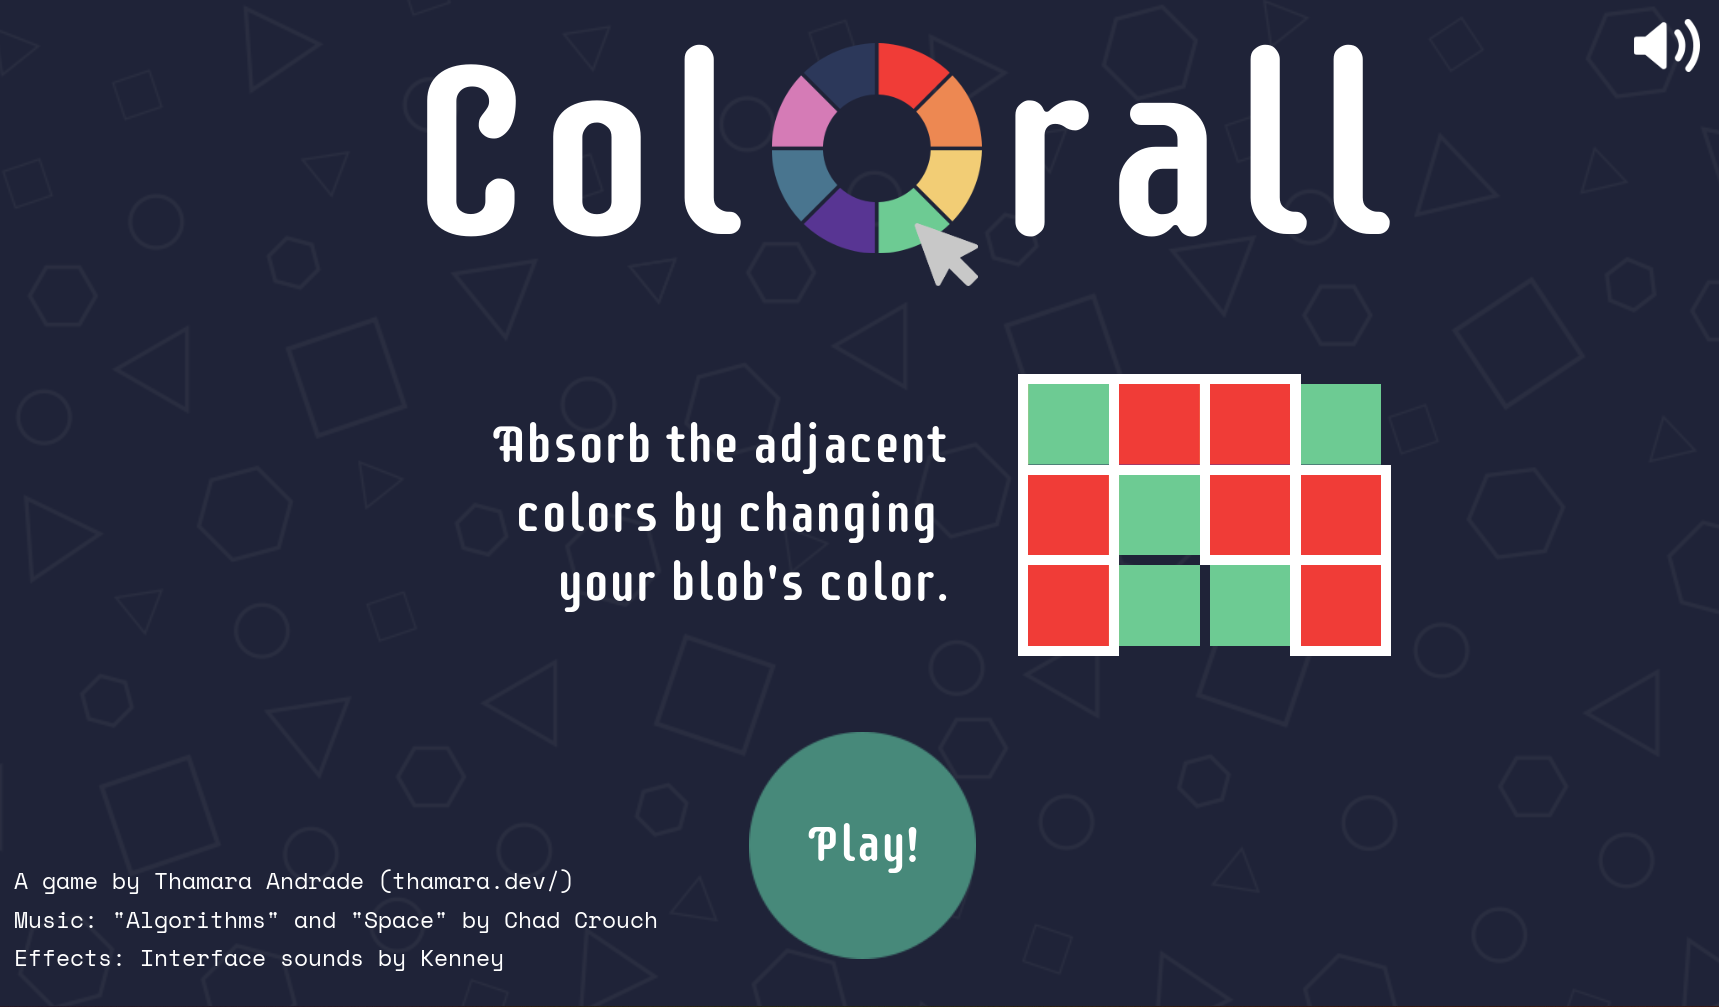 Colorall
Absorb the adjacent
colors by changing
your blob's color.
Play!
A game by Thamara Andrade (thamara.dev/)
Music: "Algorithms" and "Space" by Chad Crouch
Effects: Interface sounds by Kenney